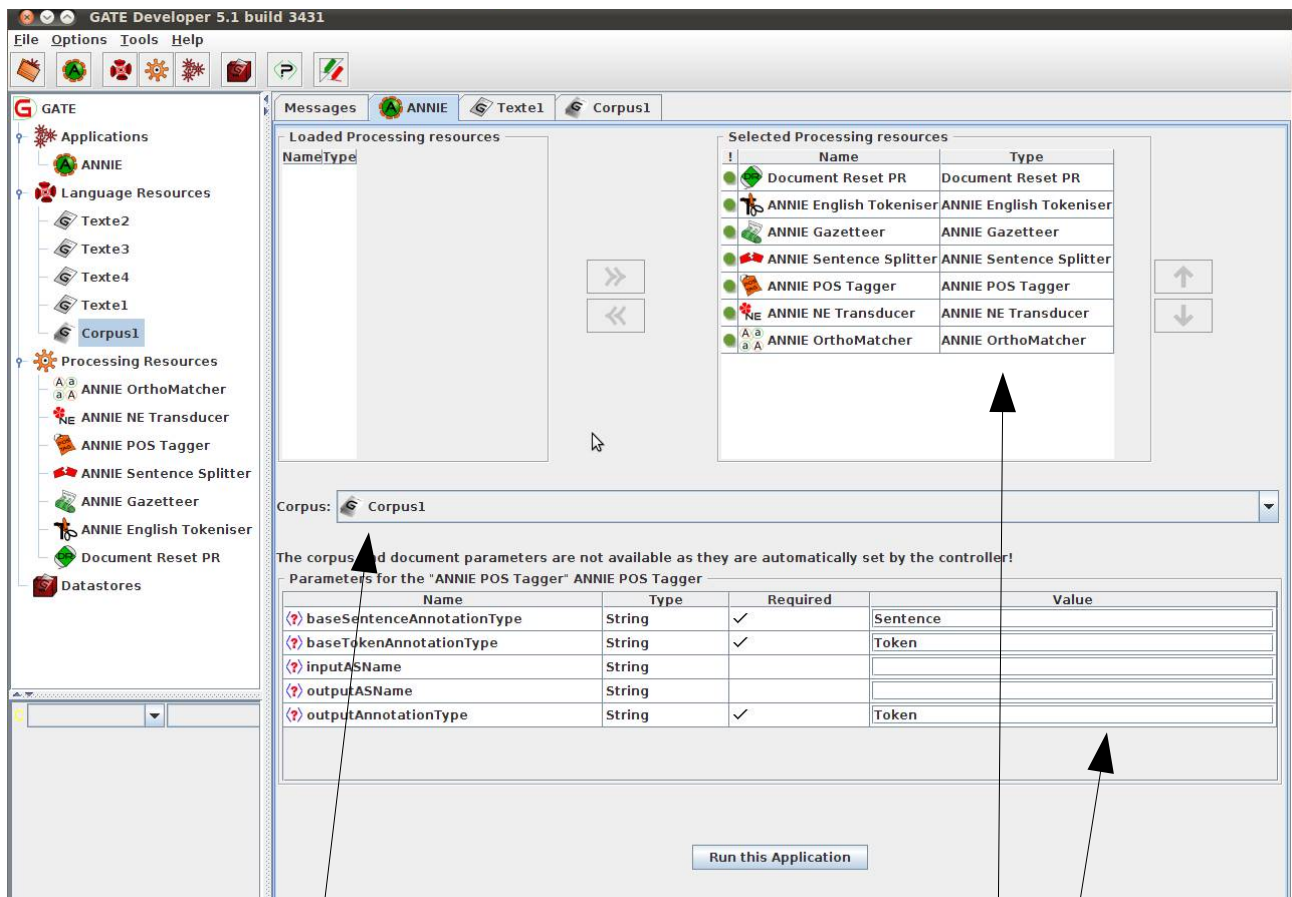 GATE Developer 5.1 build 3431
File Options Tools Help
GATE
Applications
ANNIE
Language Resources
Texte2
Texte3
Texte4
Texte1
Corpus1
Processing Resources
ANNIE OrthoMatcher
ANNIE NE Transducer
ANNIE POS Tagger
ANNIE Sentence Splitter
ANNIE Gazetteer
ANNIE English Tokeniser
Document Reset PR
Datastores
Messages ANNIE Texte1 Corpus1
Loaded Processing resources
Name Type
Selected Processing resources
! Name Type
Document Reset PR Document Reset PR
ANNIE English Tokeniser ANNIE English Tokeniser
ANNIE Gazetteer ANNIE Gazetteer
ANNIE Sentence Splitter ANNIE Sentence Splitter
ANNIE POS Tagger ANNIE POS Tagger
ANNIE NE Transducer ANNIE NE Transducer
ANNIE OrthoMatcher ANNIE OrthoMatcher
Corpus: Corpus1
The corpus and document parameters are not available as they are automatically set by the controller!
Parameters for the "ANNIE POS Tagger" ANNIE POS Tagger
Name Type Required Value
<?> baseSentenceAnnotationType String ✓ Sentence
<?> baseTokenAnnotationType String ✓ Token
<?> inputASName String
<?> outputASName String
<?> outputAnnotationType String ✓ Token
Run this Application